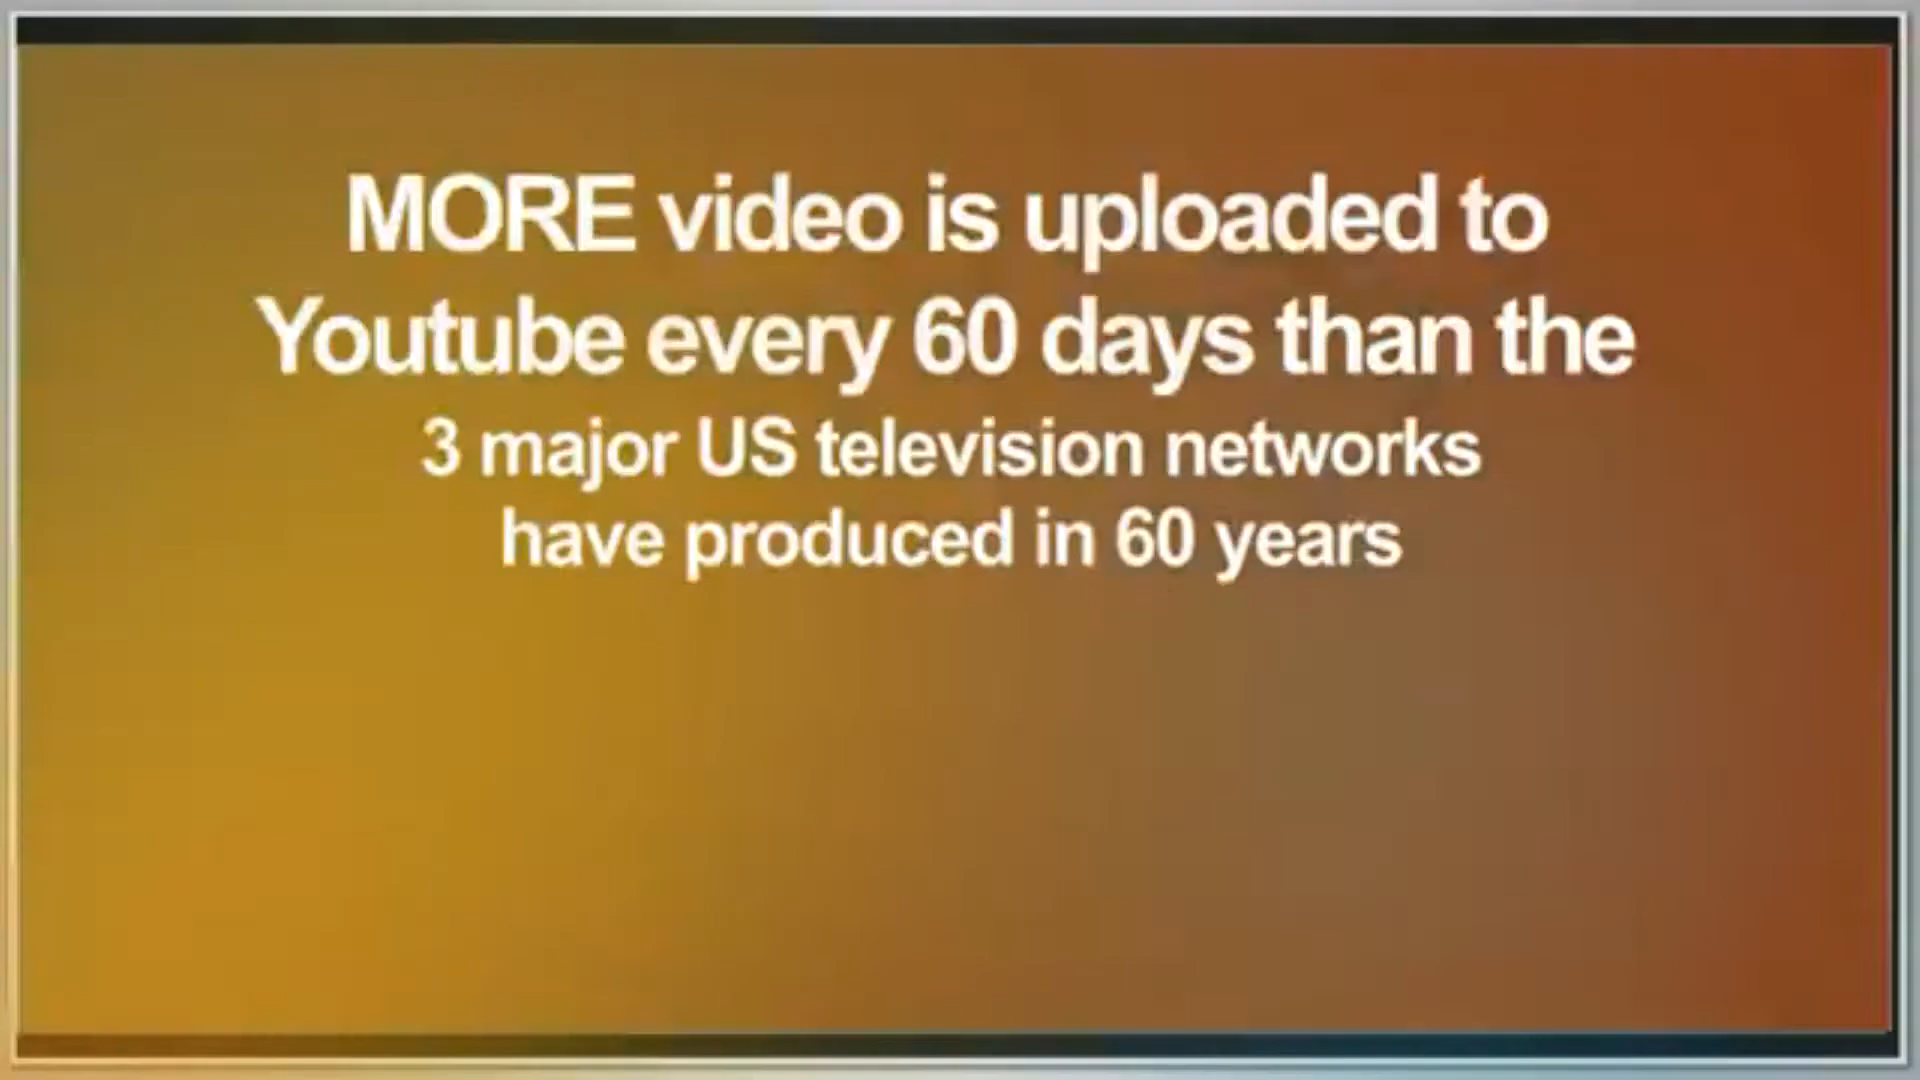 MORE video is uploaded to
Youtube every 60 days than the
3 major US television networks
have produced in 60 years